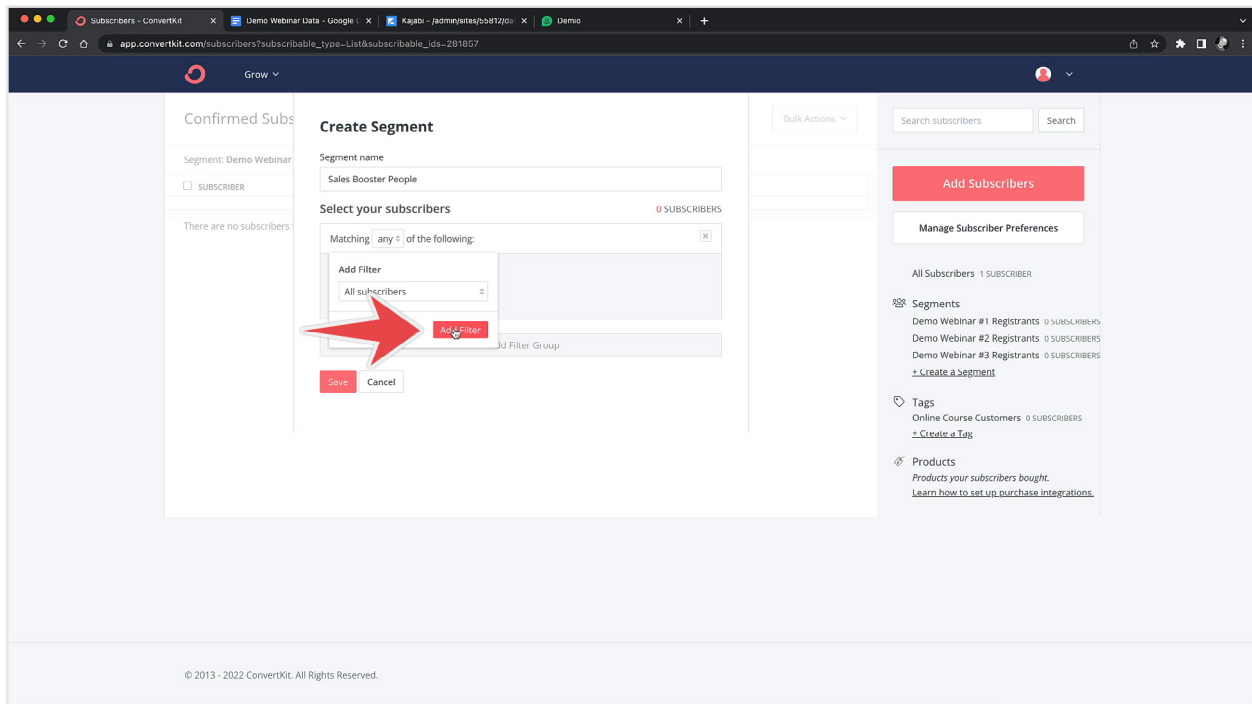 Subscribers - ConvertKit
Demo Webinar Data - Google D
Kajabi - /admin/sites/55812/da
Demio
app.convertkit.com/subscribers?subscribable_type=List&subscribable_ids=281857
Grow
Confirmed Subs
Bulk Actions
Segment: Demo Webinar
SUBSCRIBER
There are no subscribers
Create Segment
Segment name
Sales Booster People
Select your subscribers
0 SUBSCRIBERS
Matching any of the following:
Add Filter
All subscribers
Add Filter
Add Filter Group
Save
Cancel
Search subscribers
Search
Add Subscribers
Manage Subscriber Preferences
All Subscribers 1 SUBSCRIBER
Segments
Demo Webinar #1 Registrants 0 SUBSCRIBERS
Demo Webinar #2 Registrants 0 SUBSCRIBERS
Demo Webinar #3 Registrants 0 SUBSCRIBERS
+ Create a Segment
Tags
Online Course Customers 0 SUBSCRIBERS
+ Create a Tag
Products
Products your subscribers bought.
Learn how to set up purchase integrations.
© 2013 - 2022 ConvertKit. All Rights Reserved.